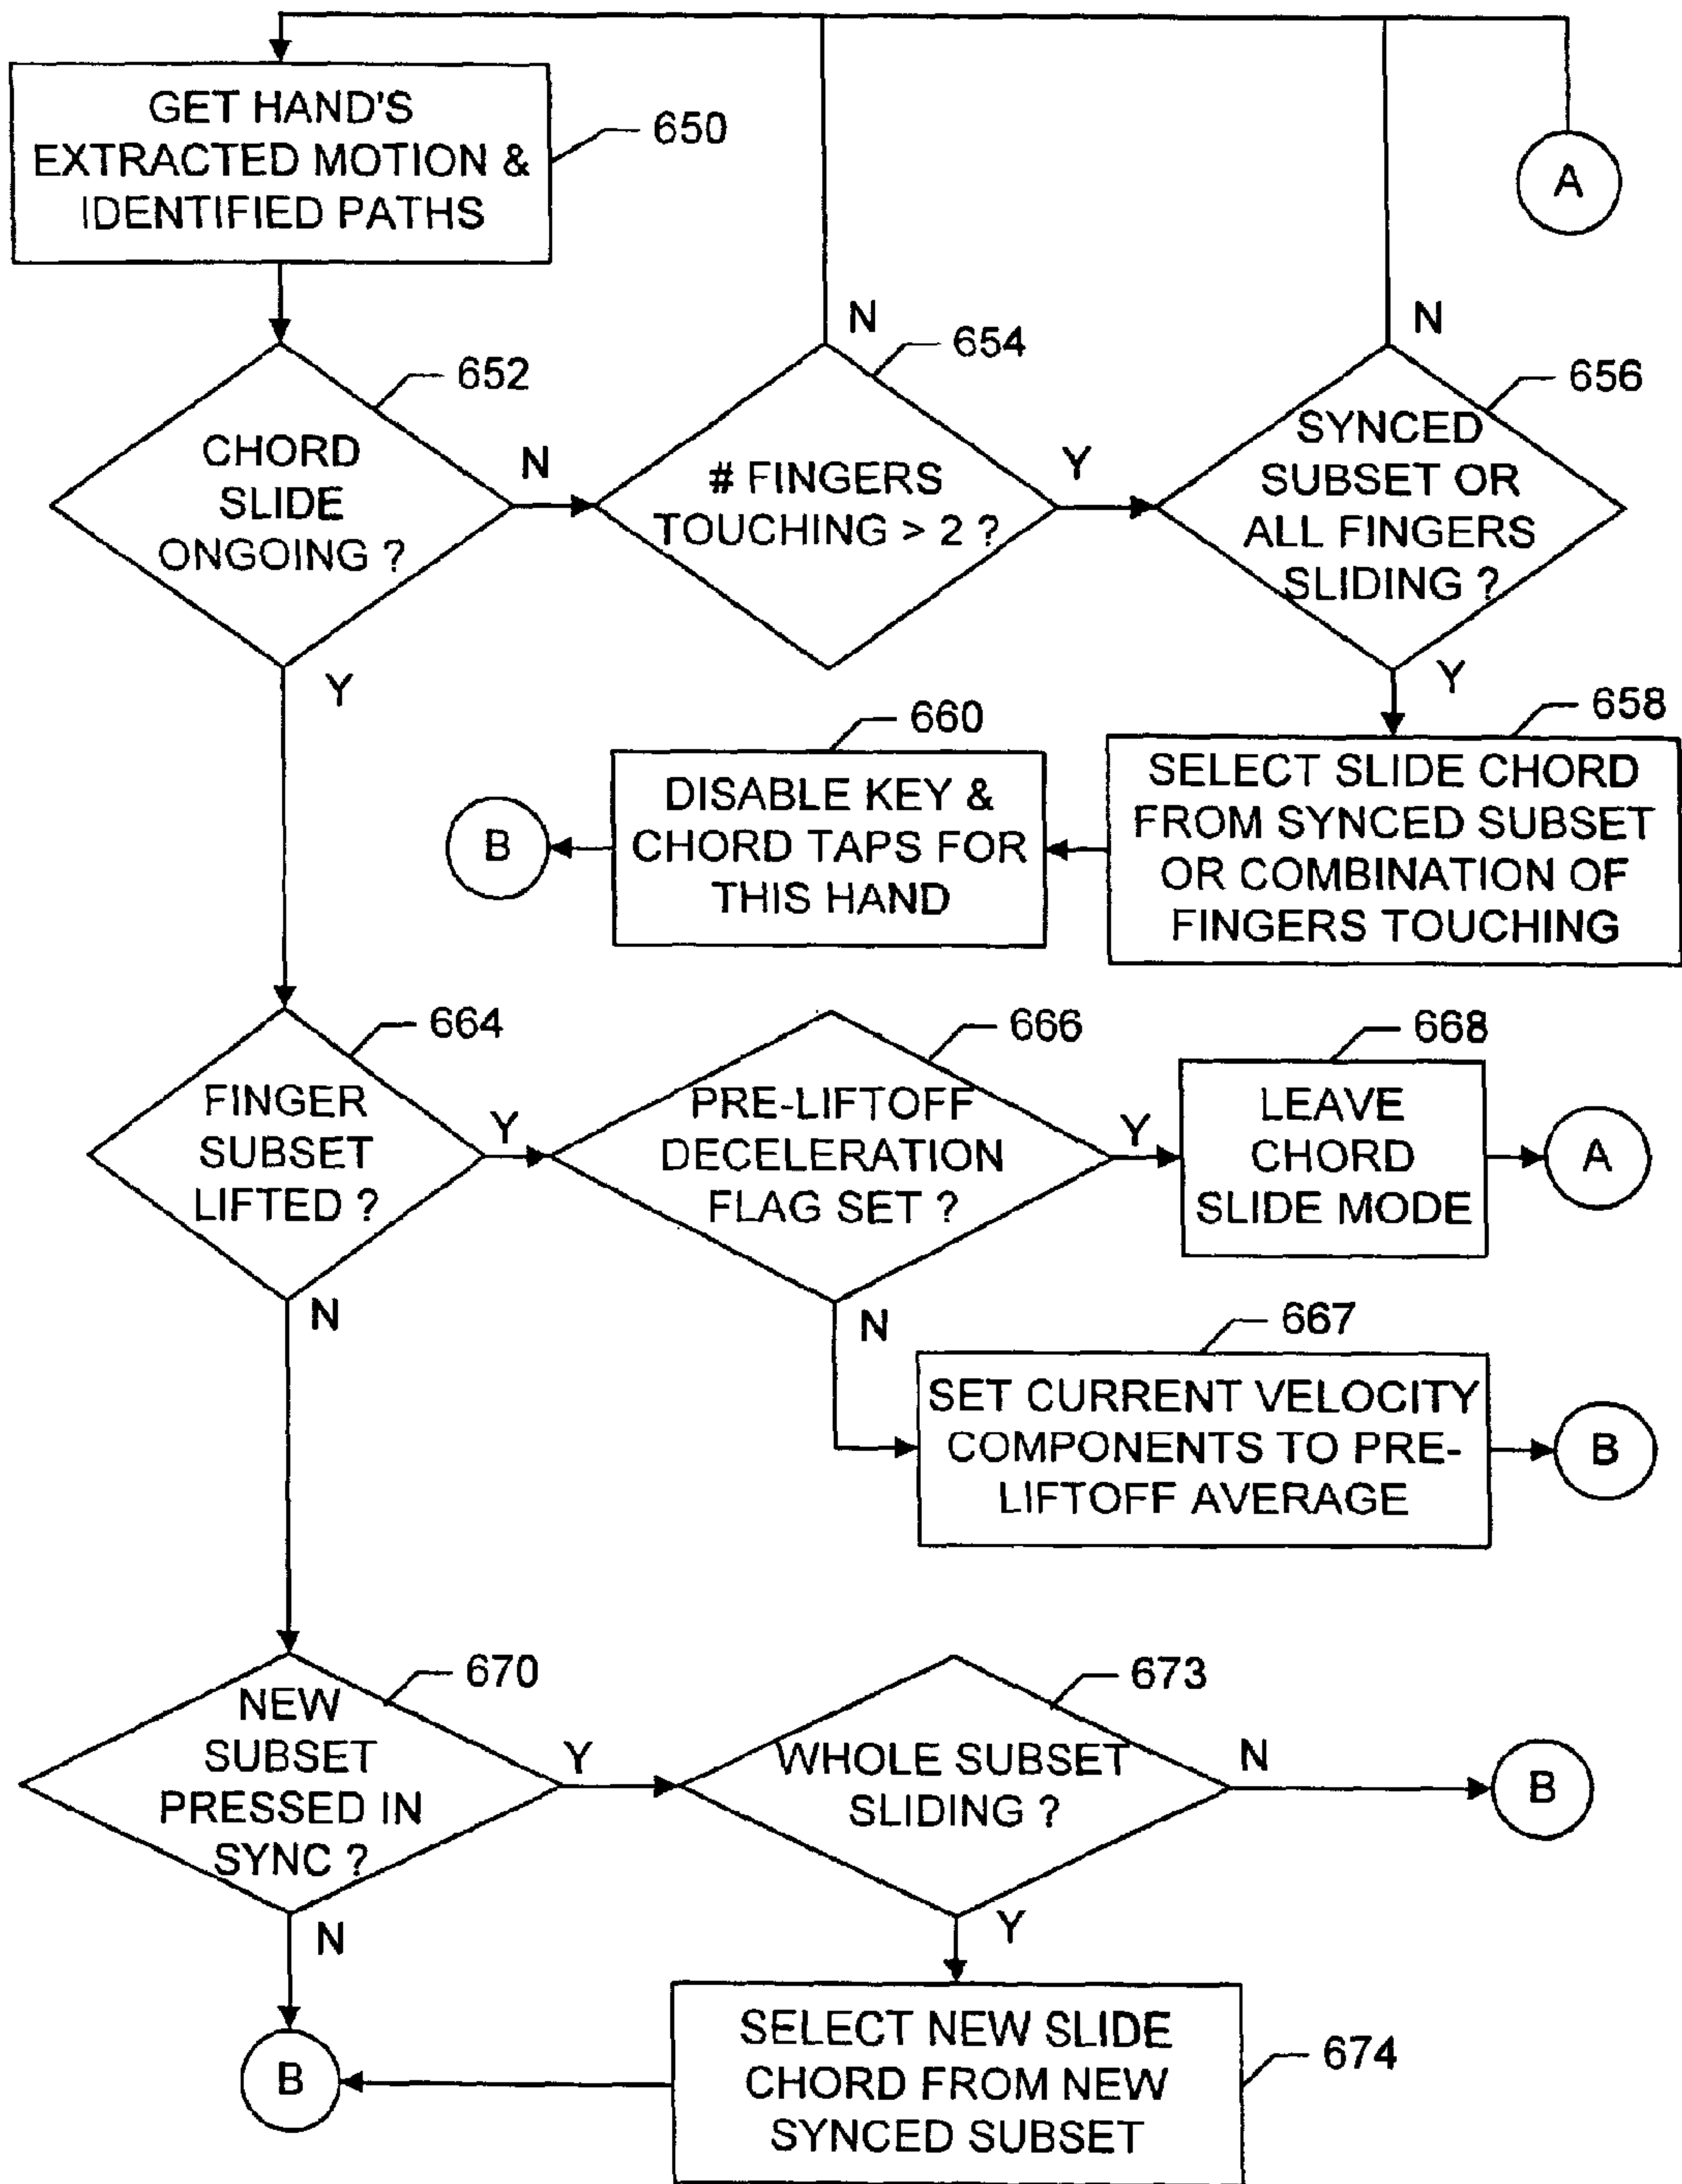 GET HAND'S
EXTRACTED MOTION &
IDENTIFIED PATHS
650
A
N
N
652
654
656
CHORD
SLIDE
ONGOING ?
N
# FINGERS
TOUCHING > 2 ?
Y
SYNCED
SUBSET OR
ALL FINGERS
SLIDING ?
Y
Y
660
658
B
DISABLE KEY &
CHORD TAPS FOR
THIS HAND
SELECT SLIDE CHORD
FROM SYNCED SUBSET
OR COMBINATION OF
FINGERS TOUCHING
664
666
668
FINGER
SUBSET
LIFTED ?
Y
PRE-LIFTOFF
DECELERATION
FLAG SET ?
Y
LEAVE
CHORD
SLIDE MODE
A
N
N
667
SET CURRENT VELOCITY
COMPONENTS TO PRE-
LIFTOFF AVERAGE
B
670
673
NEW
SUBSET
PRESSED IN
SYNC ?
Y
WHOLE SUBSET
SLIDING ?
N
B
N
Y
B
SELECT NEW SLIDE
CHORD FROM NEW
SYNCED SUBSET
674